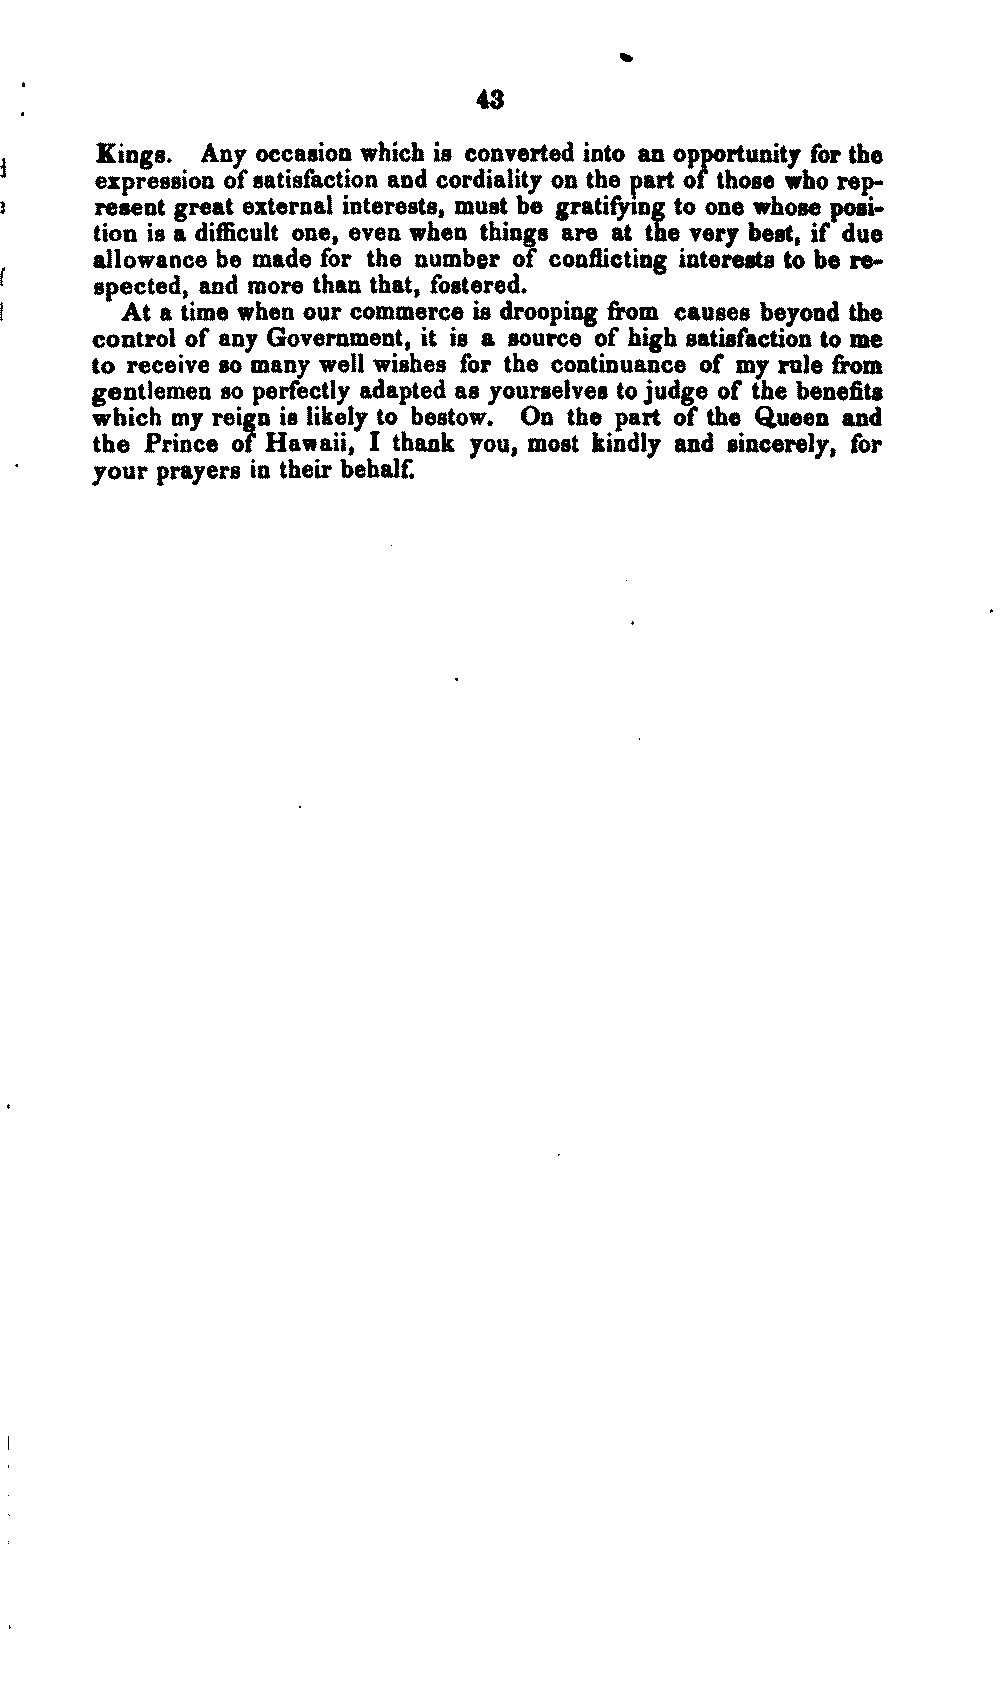 43
Kings. Any occasion which is converted into an opportunity for the
expression of satisfaction and cordiality on the part of those who rep-
resent great external interests, must be gratifying to one whose posi-
tion is a difficult one, even when things are at the very best, if due
allowance be made for the number of conflicting interests to be re-
spected, and more than that, fostered.
At a time when our commerce is drooping from causes beyond the
control of any Government, it is a source of high satisfaction to me
to receive so many well wishes for the continuance of my rule from
gentlemen so perfectly adapted as yourselves to judge of the benefits
which my reign is likely to bestow. On the part of the Queen and
the Prince of Hawaii, I thank you, most kindly and sincerely, for
your prayers in their behalf.